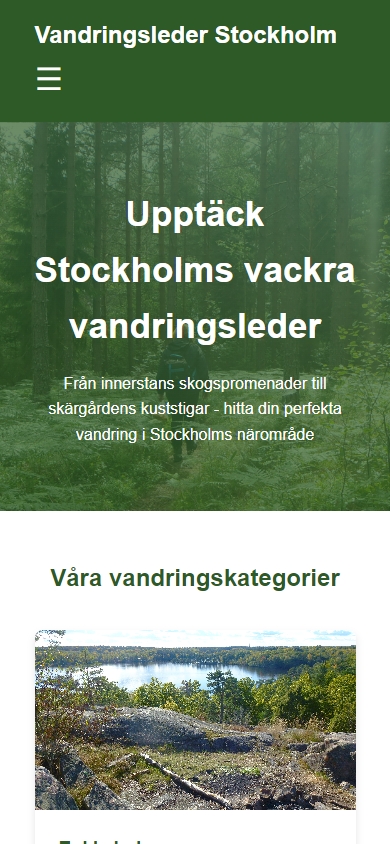 Vandringsleder Stockholm
Upptäck
Stockholms vackra
vandringsleder
Från innerstans skogspromenader till
skärgårdens kuststigar - hitta din perfekta
vandring i Stockholms närområde
Våra vandringskategorier